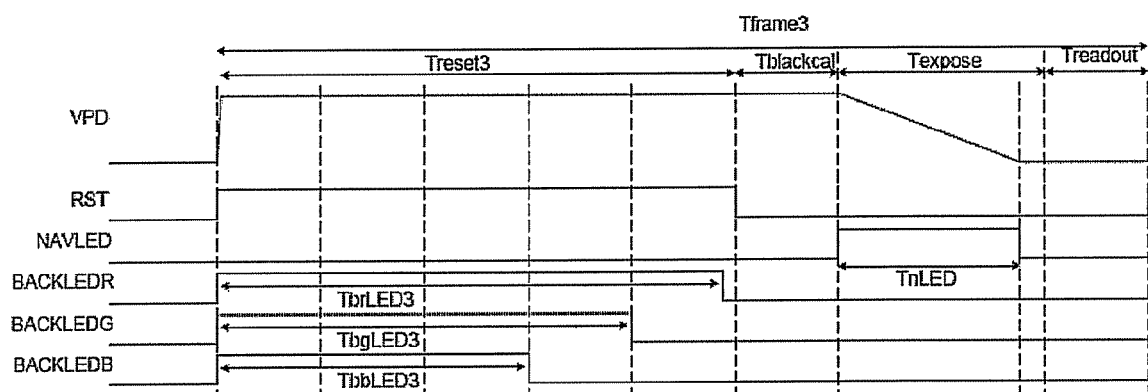 Tframe3
Treset3 Tblackcal Texpose Treadout
VPD
RST
NAVLED
TnLED
BACKLEDR
TbrLED3
BACKLEDG
TbgLED3
BACKLEDB
TbbLED3